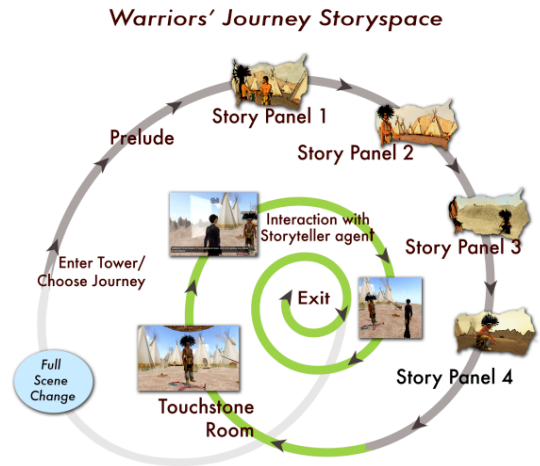 Warriors' Journey Storyspace
Story Panel 1
Prelude
Story Panel 2
Interaction with
Storyteller agent
Story Panel 3
Enter Tower/
Choose Journey
Exit
Full
Scene
Change
Story Panel 4
Touchstone
Room